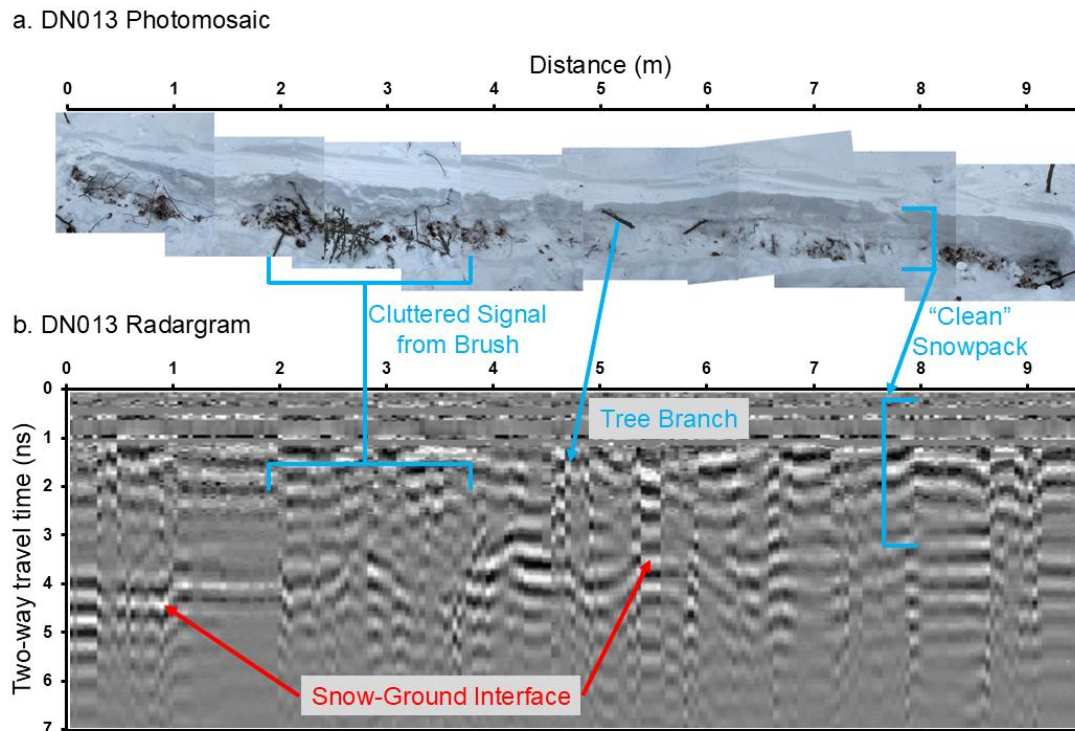 a. DN013 Photomosaic
Distance (m)
0 1 2 3 4 5 6 7 8 9
Cluttered Signal
from Brush
"Clean"
Snowpack
b. DN013 Radargram
0 1 2 3 4 5 6 7 8 9
Tree Branch
Two-way travel time (ns)
0
1
2
3
4
5
6
7
Snow-Ground Interface